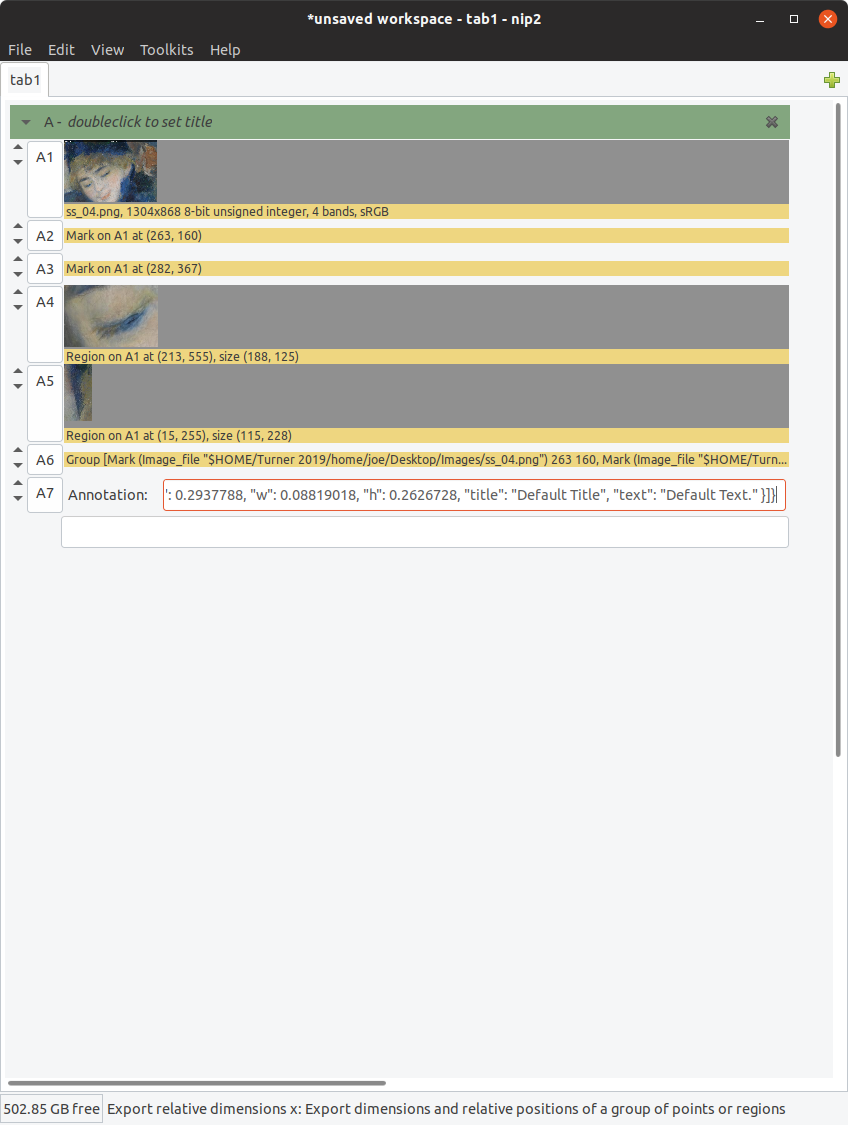 *unsaved workspace - tab1 - nip2
File Edit View Toolkits Help
tab1
A - doubleclick to set title
A1
ss_04.png, 1304x868 8-bit unsigned integer, 4 bands, sRGB
A2 Mark on A1 at (263, 160)
A3 Mark on A1 at (282, 367)
A4
Region on A1 at (213, 555), size (188, 125)
A5
Region on A1 at (15, 255), size (115, 228)
A6 Group [Mark (Image_file "$HOME/Turner 2019/home/joe/Desktop/Images/ss_04.png") 263 160, Mark (Image_file "$HOME/Turn...
A7 Annotation: ": 0.2937788, "w": 0.08819018, "h": 0.2626728, "title": "Default Title", "text": "Default Text." }]}
502.85 GB free Export relative dimensions x: Export dimensions and relative positions of a group of points or regions